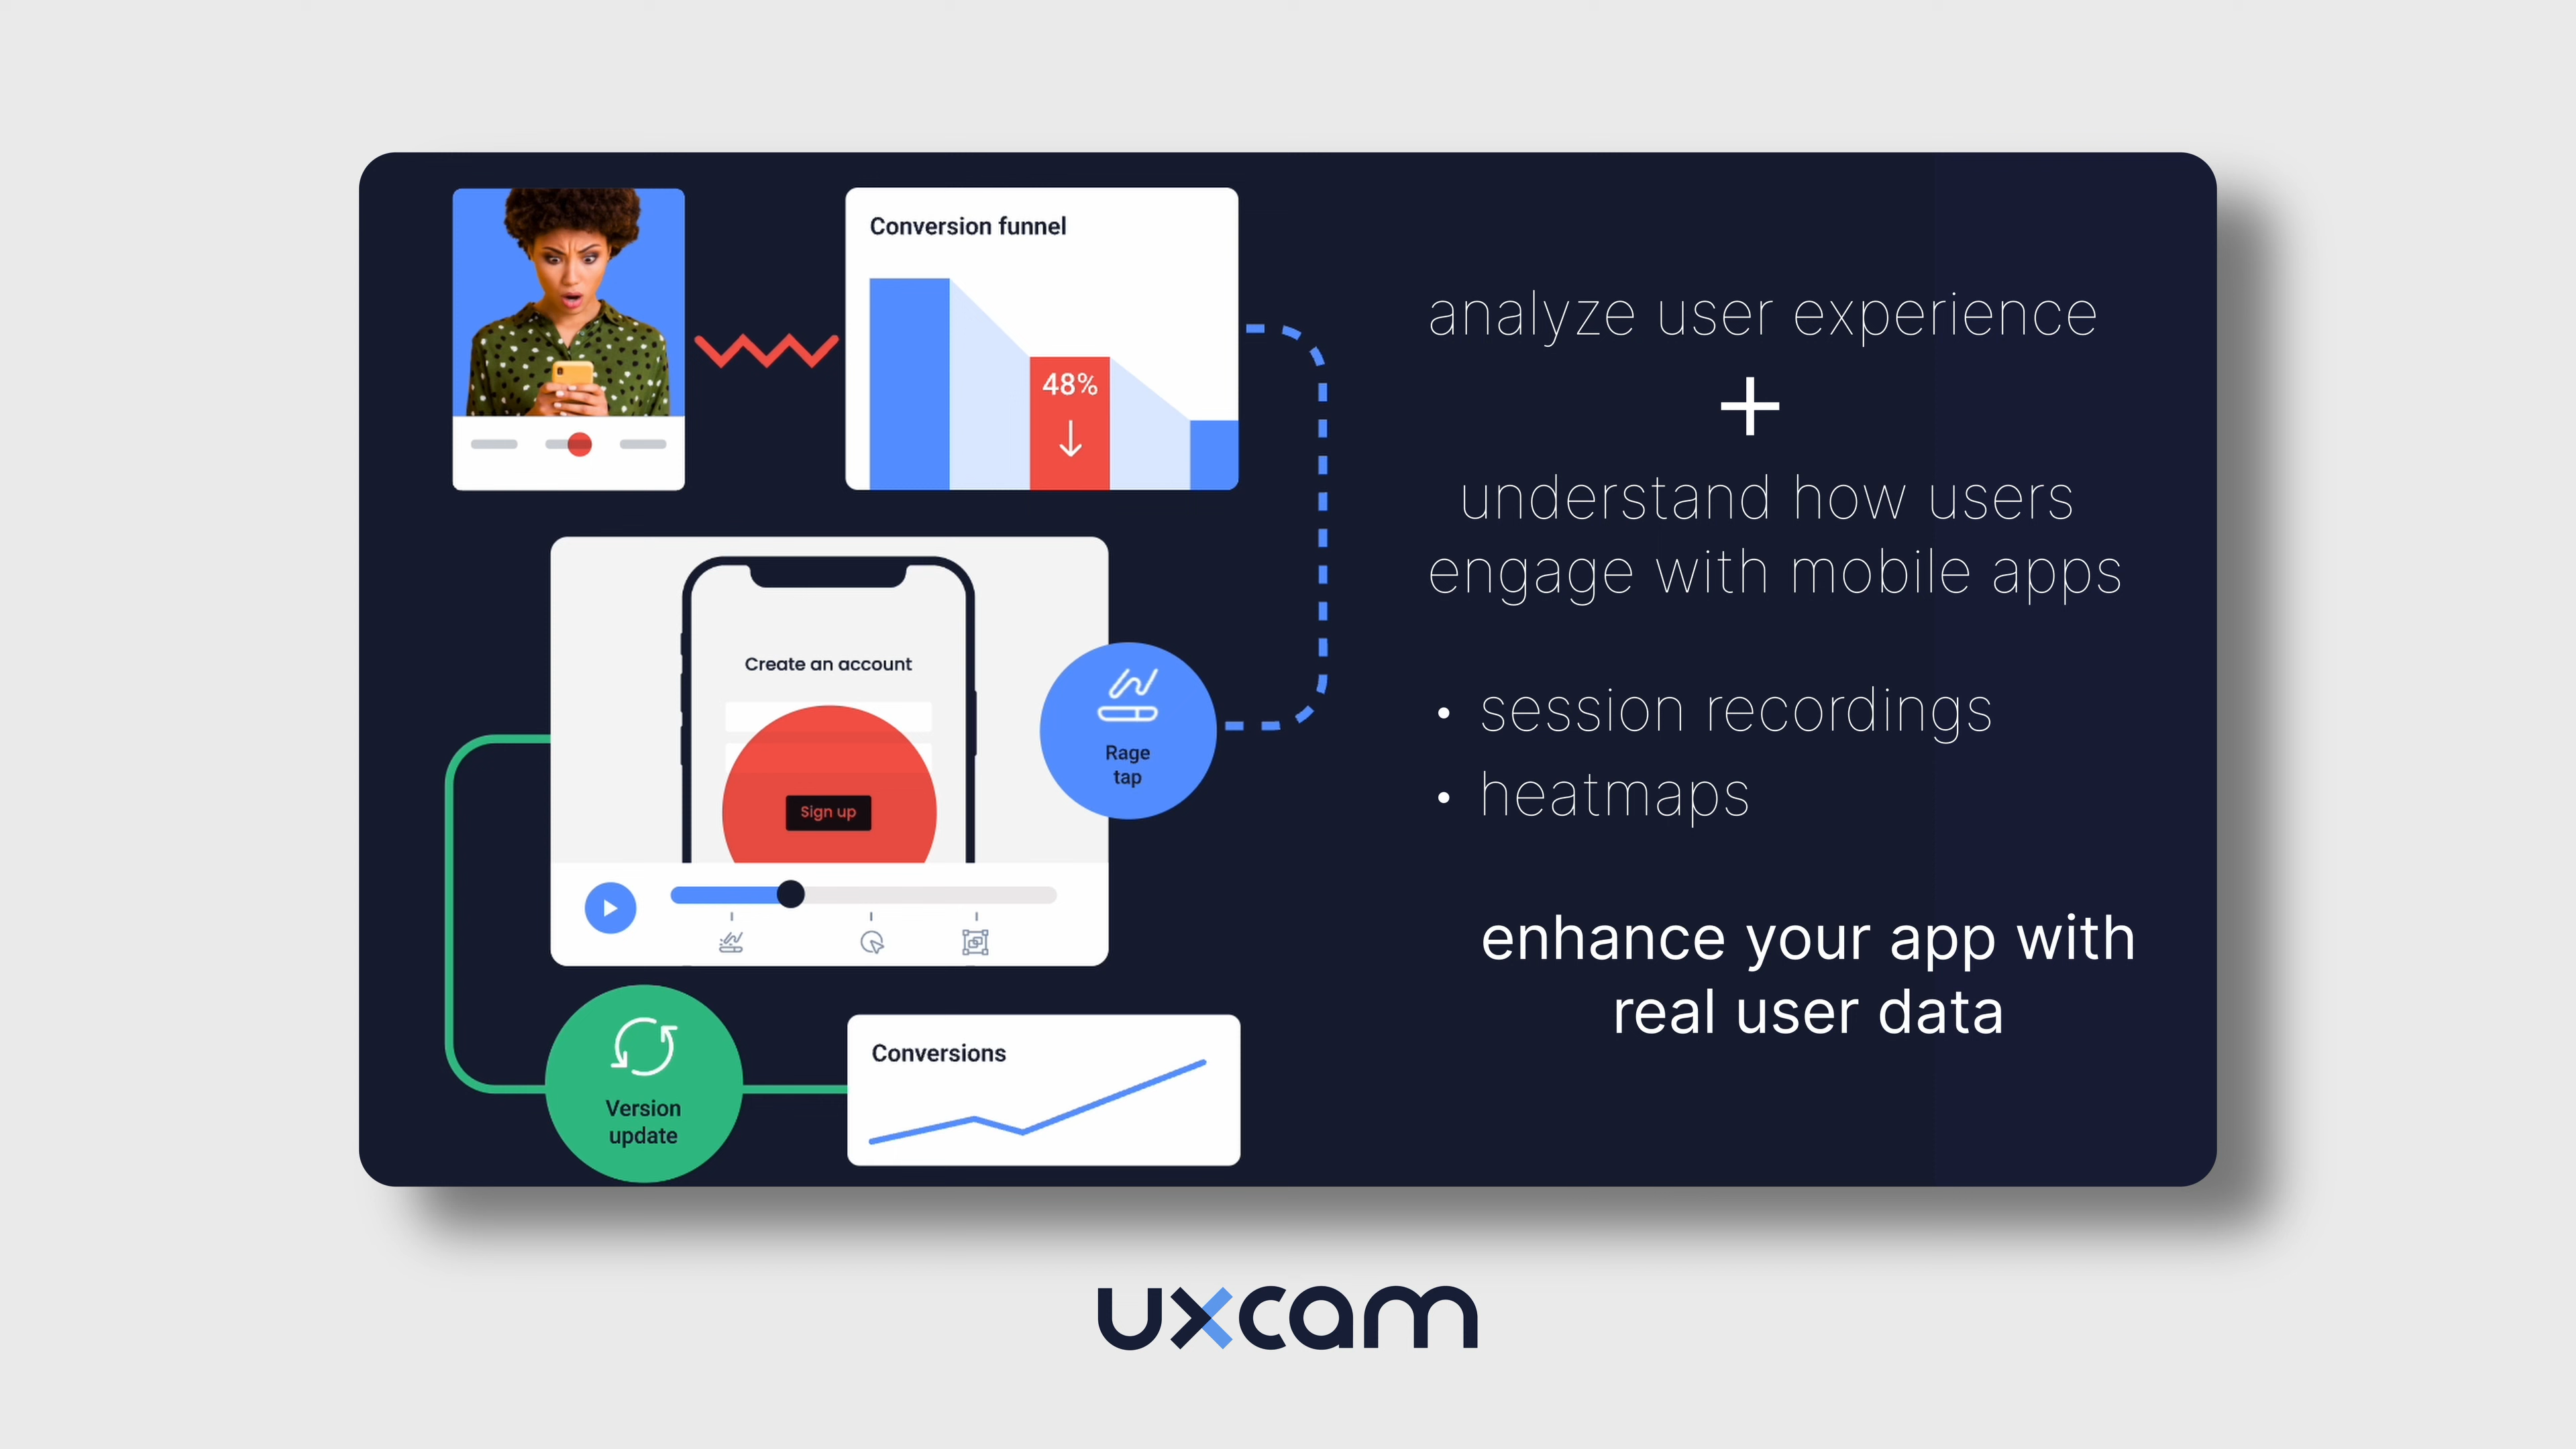 Conversion funnel
48%
Create an account
Sign up
Rage
tap
Version
update
Conversions
analyze user experience
+
understand how users
engage with mobile apps
• session recordings
• heatmaps
enhance your app with
real user data
uxcam